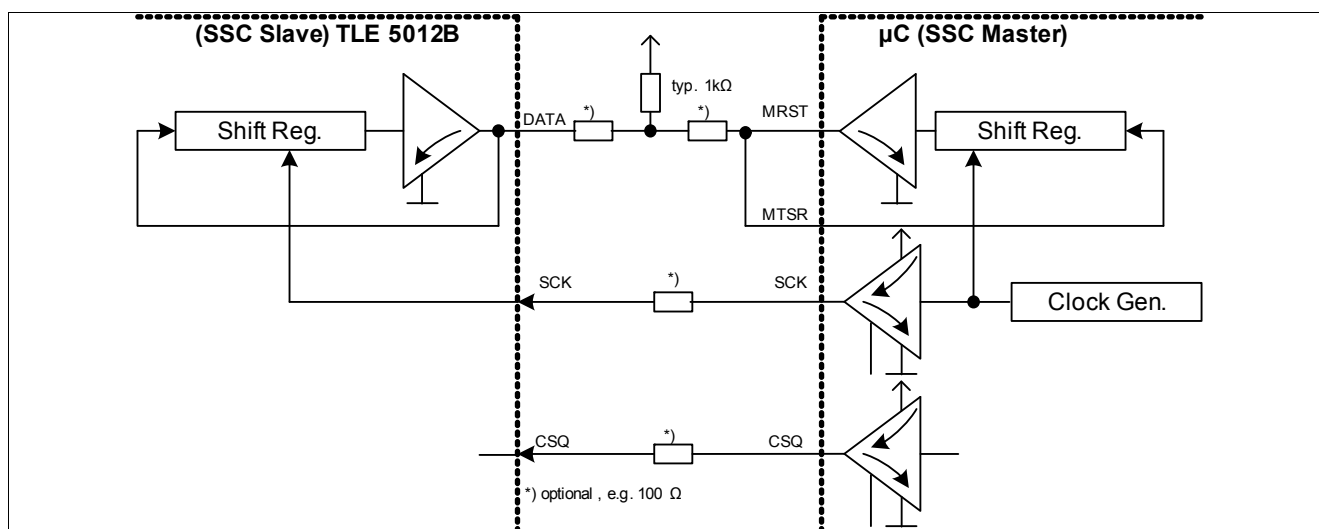 (SSC Slave) TLE 5012B
µC (SSC Master)
typ. 1kΩ
*)
*)
DATA
MRST
Shift Reg.
Shift Reg.
MTSR
SCK
*)
SCK
Clock Gen.
CSQ
*)
CSQ
*) optional , e.g. 100 Ω